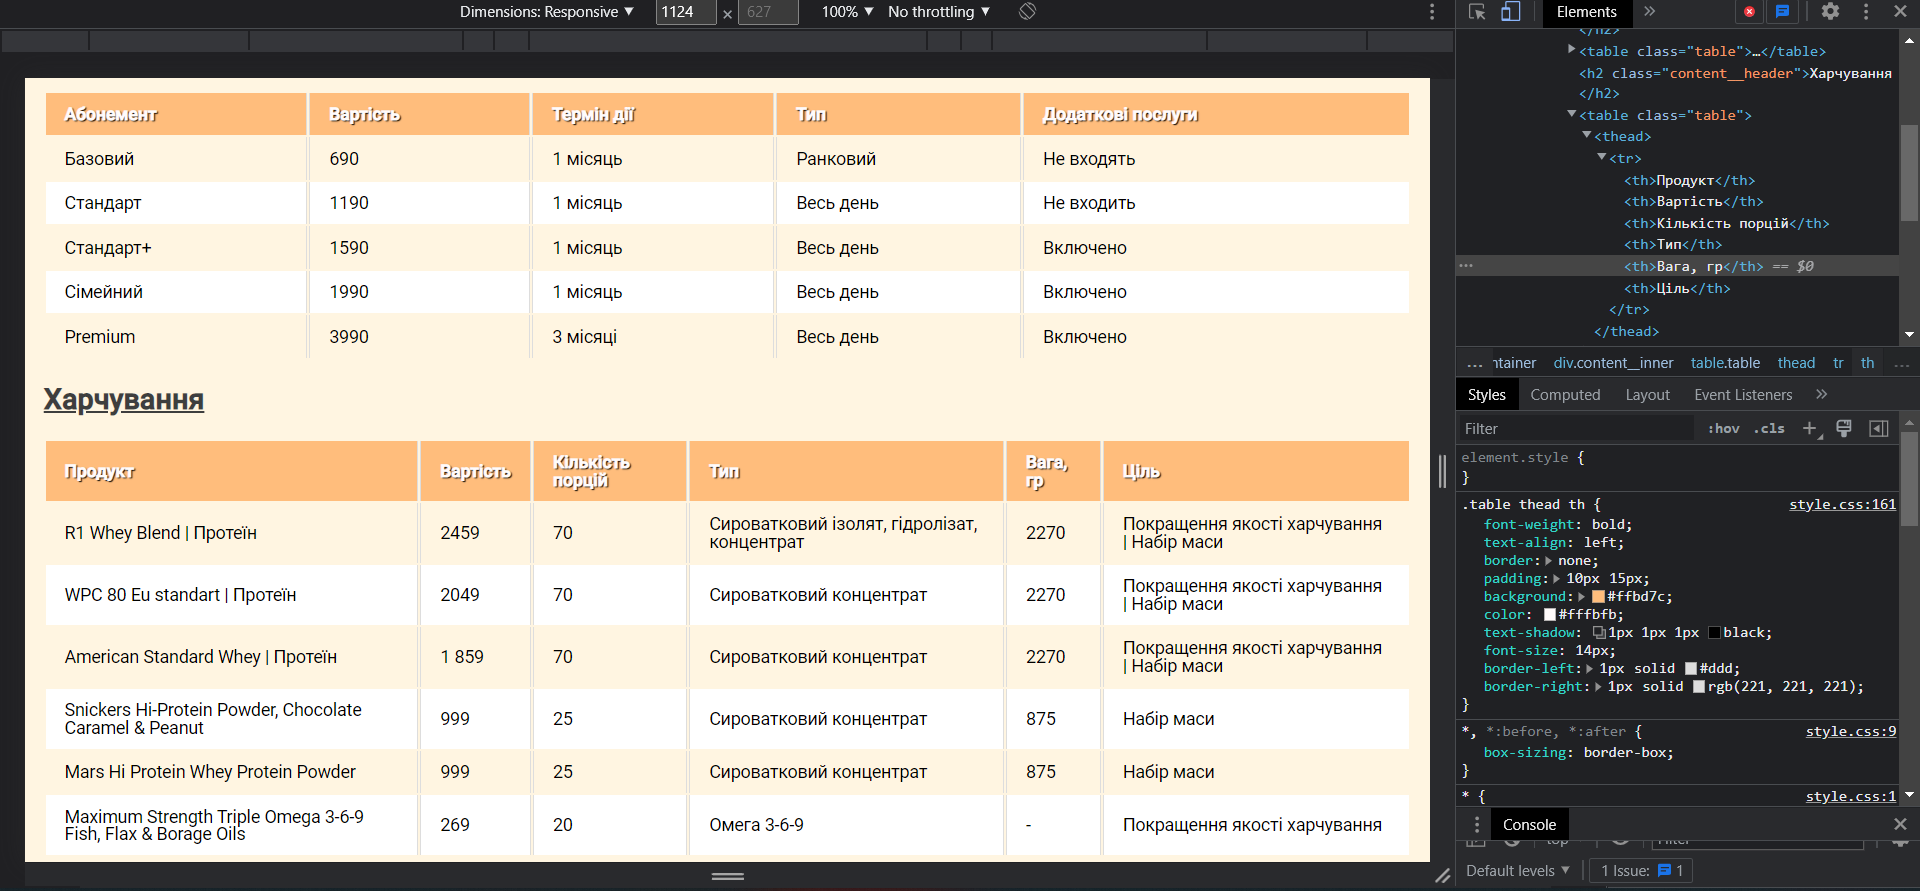 Dimensions: Responsive ▼ 1124 × 627 100% ▼ No throttling ▼
Elements »
Абонемент Вартість Термін дії Тип Додаткові послуги
Базовий 690 1 місяць Ранковий Не входять
Стандарт 1190 1 місяць Весь день Не входить
Стандарт+ 1590 1 місяць Весь день Включено
Сімейний 1990 1 місяць Весь день Включено
Premium 3990 3 місяці Весь день Включено
Харчування
Продукт Вартість Кількість порцій Тип Вага, гр Ціль
R1 Whey Blend | Протеїн 2459 70 Сироватковий ізолят, гідролізат, концентрат 2270 Покращення якості харчування | Набір маси
WPC 80 Eu standart | Протеїн 2049 70 Сироватковий концентрат 2270 Покращення якості харчування | Набір маси
American Standard Whey | Протеїн 1 859 70 Сироватковий концентрат 2270 Покращення якості харчування | Набір маси
Snickers Hi-Protein Powder, Chocolate Caramel & Peanut 999 25 Сироватковий концентрат 875 Набір маси
Mars Hi Protein Whey Protein Powder 999 25 Сироватковий концентрат 875 Набір маси
Maximum Strength Triple Omega 3-6-9 Fish, Flax & Borage Oils 269 20 Омега 3-6-9 - Покращення якості харчування
</h2>
<table class="table">…</table>
<h2 class="content__header">Харчування
</h2>
<table class="table">
<thead>
<tr>
<th>Продукт</th>
<th>Вартість</th>
<th>Кількість порцій</th>
<th>Тип</th>
… <th>Вага, гр</th> == $0
<th>Ціль</th>
</tr>
</thead>
… ntainer div.content__inner table.table thead tr th …
Styles Computed Layout Event Listeners »
Filter :hov .cls +
element.style {
}
.table thead th { style.css:161
font-weight: bold;
text-align: left;
border: none;
padding: 10px 15px;
background: #ffbd7c;
color: #fffbfb;
text-shadow: 1px 1px 1px black;
font-size: 14px;
border-left: 1px solid #ddd;
border-right: 1px solid rgb(221, 221, 221);
}
*, *:before, *:after { style.css:9
box-sizing: border-box;
}
* { style.css:1
Console
top Filter
Default levels ▼ 1 Issue: 1